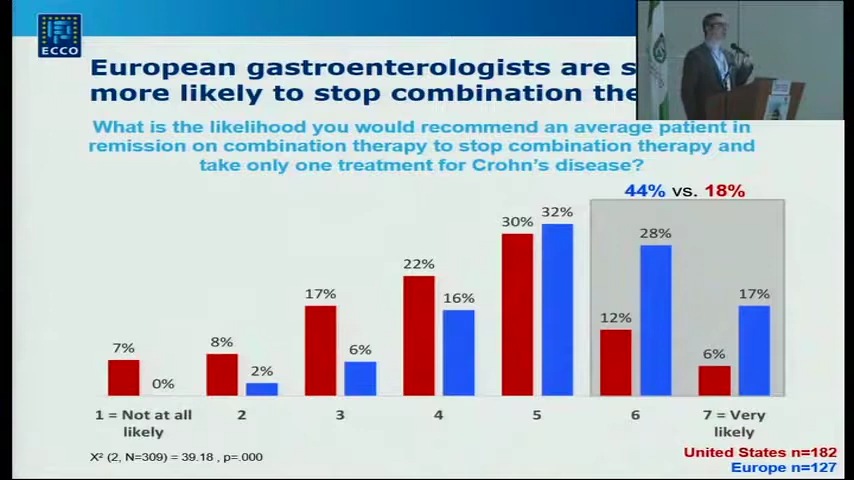 ECCO
European gastroenterologists are
more likely to stop combination
What is the likelihood you would recommend an average patient in
remission on combination therapy to stop combination therapy and
take only one treatment for Crohn's disease?
44% vs. 18%
7% 0% 8% 2% 17% 6% 22% 16% 30% 32% 12% 28% 6% 17%
1 = Not at all likely
2
3
4
5
6
7 = Very likely
X² (2, N=309) = 39.18 , p=.000
United States n=182
Europe n=127